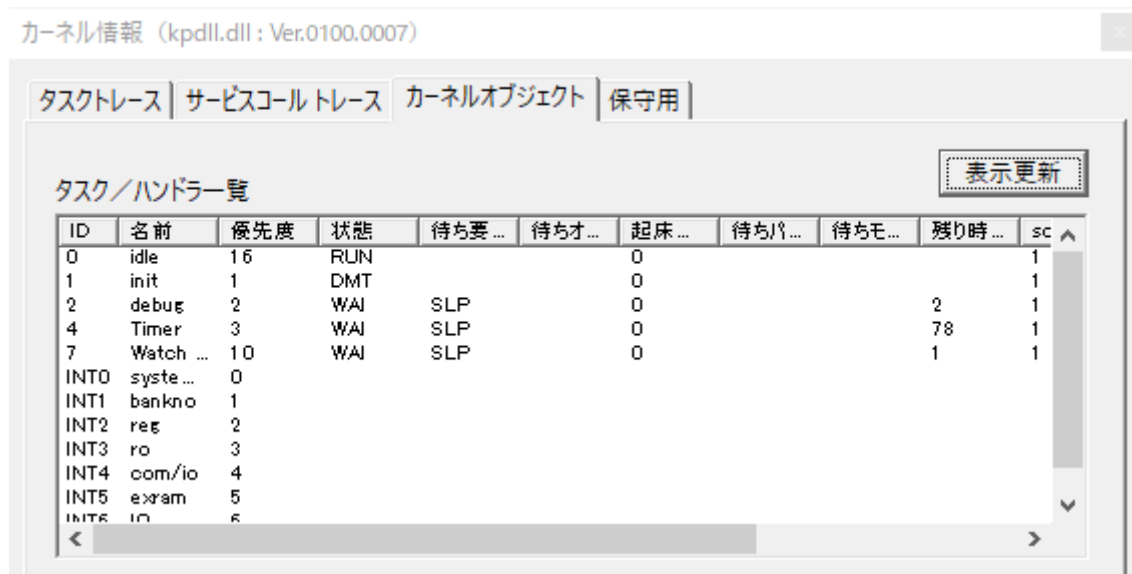 カーネル情報（kpdll.dll : Ver.0100.0007）
x
タスクトレース サービスコール トレース カーネルオブジェクト 保守用
表示更新
タスク／ハンドラ一覧
ID 名前 優先度 状態 待ち要... 待ちオ... 起床... 待ちパ... 待ちモ... 残り時... sc
0 idle 16 RUN 0 1
1 init 1 DMT 0 1
2 debug 2 WAI SLP 0 2 1
4 Timer 3 WAI SLP 0 78 1
7 Watch ... 10 WAI SLP 0 1 1
INT0 syste... 0
INT1 bankno 1
INT2 reg 2
INT3 ro 3
INT4 com/io 4
INT5 exram 5
INT6 IO 6